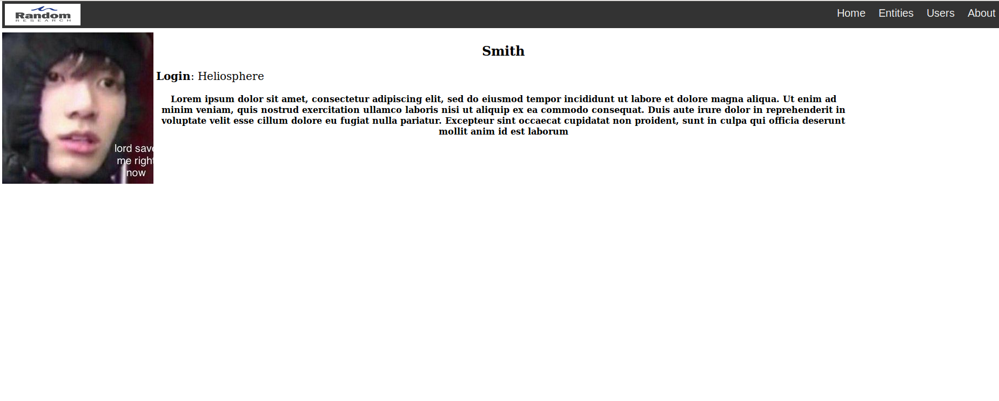 Random
RESEARCH
Home Entities Users About
Smith
Login: Heliosphere
Lorem ipsum dolor sit amet, consectetur adipiscing elit, sed do eiusmod tempor incididunt ut labore et dolore magna aliqua. Ut enim ad
minim veniam, quis nostrud exercitation ullamco laboris nisi ut aliquip ex ea commodo consequat. Duis aute irure dolor in reprehenderit in
voluptate velit esse cillum dolore eu fugiat nulla pariatur. Excepteur sint occaecat cupidatat non proident, sunt in culpa qui officia deserunt
mollit anim id est laborum
lord save
me right
now